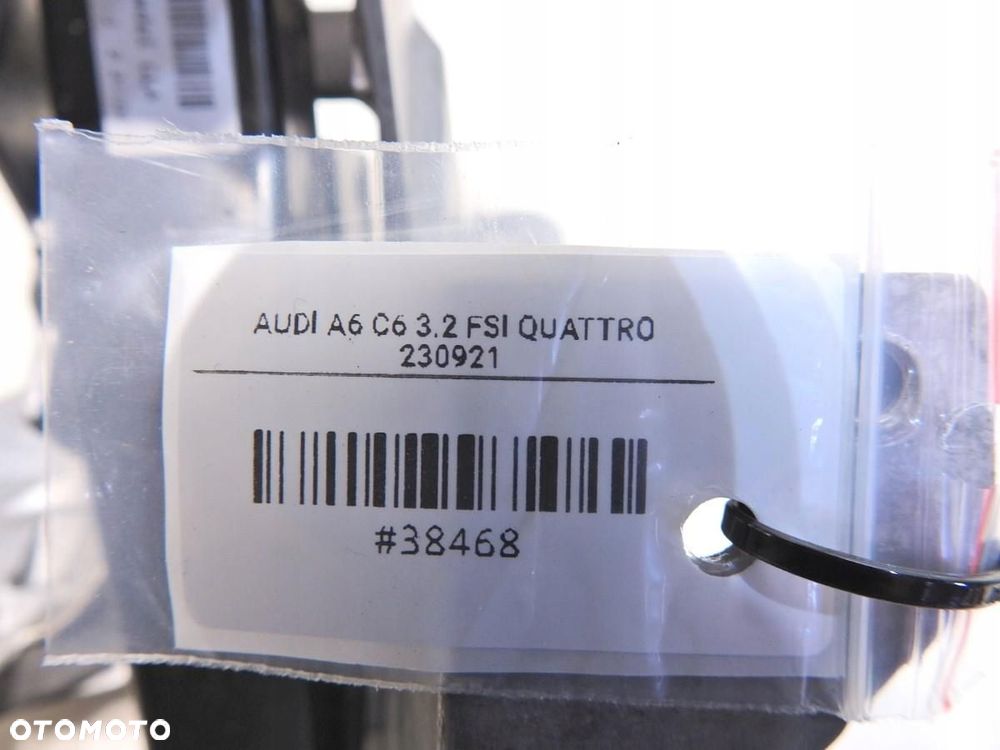 AUDI A6 C6 3.2 FSI QUATTRO
230921
#38468
OTOMOTO